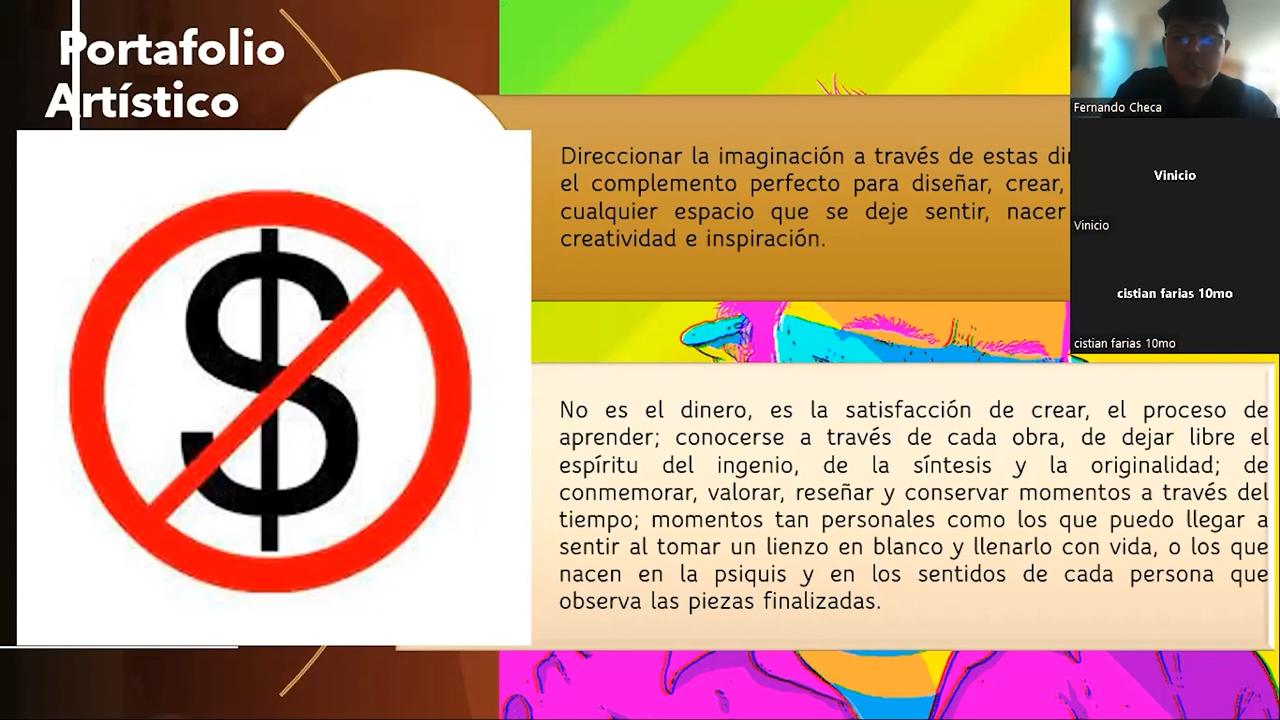 Portafolio
Artístico
Direccionar la imaginación a través de estas
el complemento perfecto para diseñar, crear,
cualquier espacio que se deje sentir, nacer
creatividad e inspiración.
No es el dinero, es la satisfacción de crear, el proceso de
aprender; conocerse a través de cada obra, de dejar libre el
espíritu del ingenio, de la síntesis y la originalidad; de
conmemorar, valorar, reseñar y conservar momentos a través del
tiempo; momentos tan personales como los que puedo llegar a
sentir al tomar un lienzo en blanco y llenarlo con vida, o los que
nacen en la psiquis y en los sentidos de cada persona que
observa las piezas finalizadas.
$
Fernando Checa
Vinicio
Vinicio
cistian farias 10mo
cistian farias 10mo